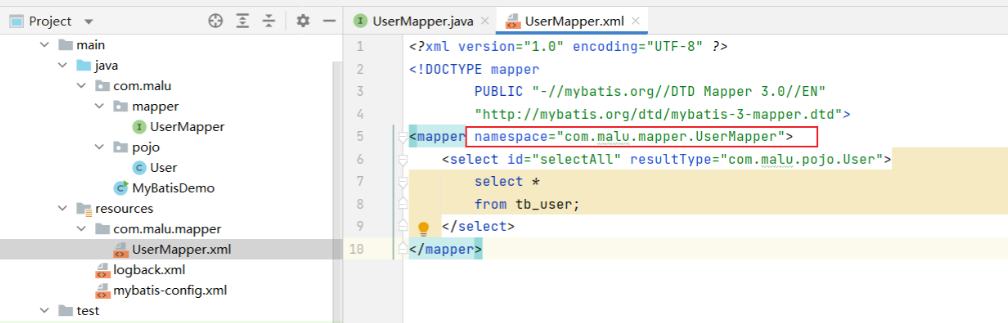 Project
main
java
com.malu
mapper
I UserMapper
pojo
C User
C MyBatisDemo
resources
com.malu.mapper
UserMapper.xml
logback.xml
mybatis-config.xml
test
I UserMapper.java UserMapper.xml
1 <?xml version="1.0" encoding="UTF-8" ?>
2 <!DOCTYPE mapper
3 PUBLIC "-//mybatis.org//DTD Mapper 3.0//EN"
4 "http://mybatis.org/dtd/mybatis-3-mapper.dtd">
5 <mapper namespace="com.malu.mapper.UserMapper">
6 <select id="selectAll" resultType="com.malu.pojo.User">
7 select *
8 from tb_user;
9 </select>
10 </mapper>